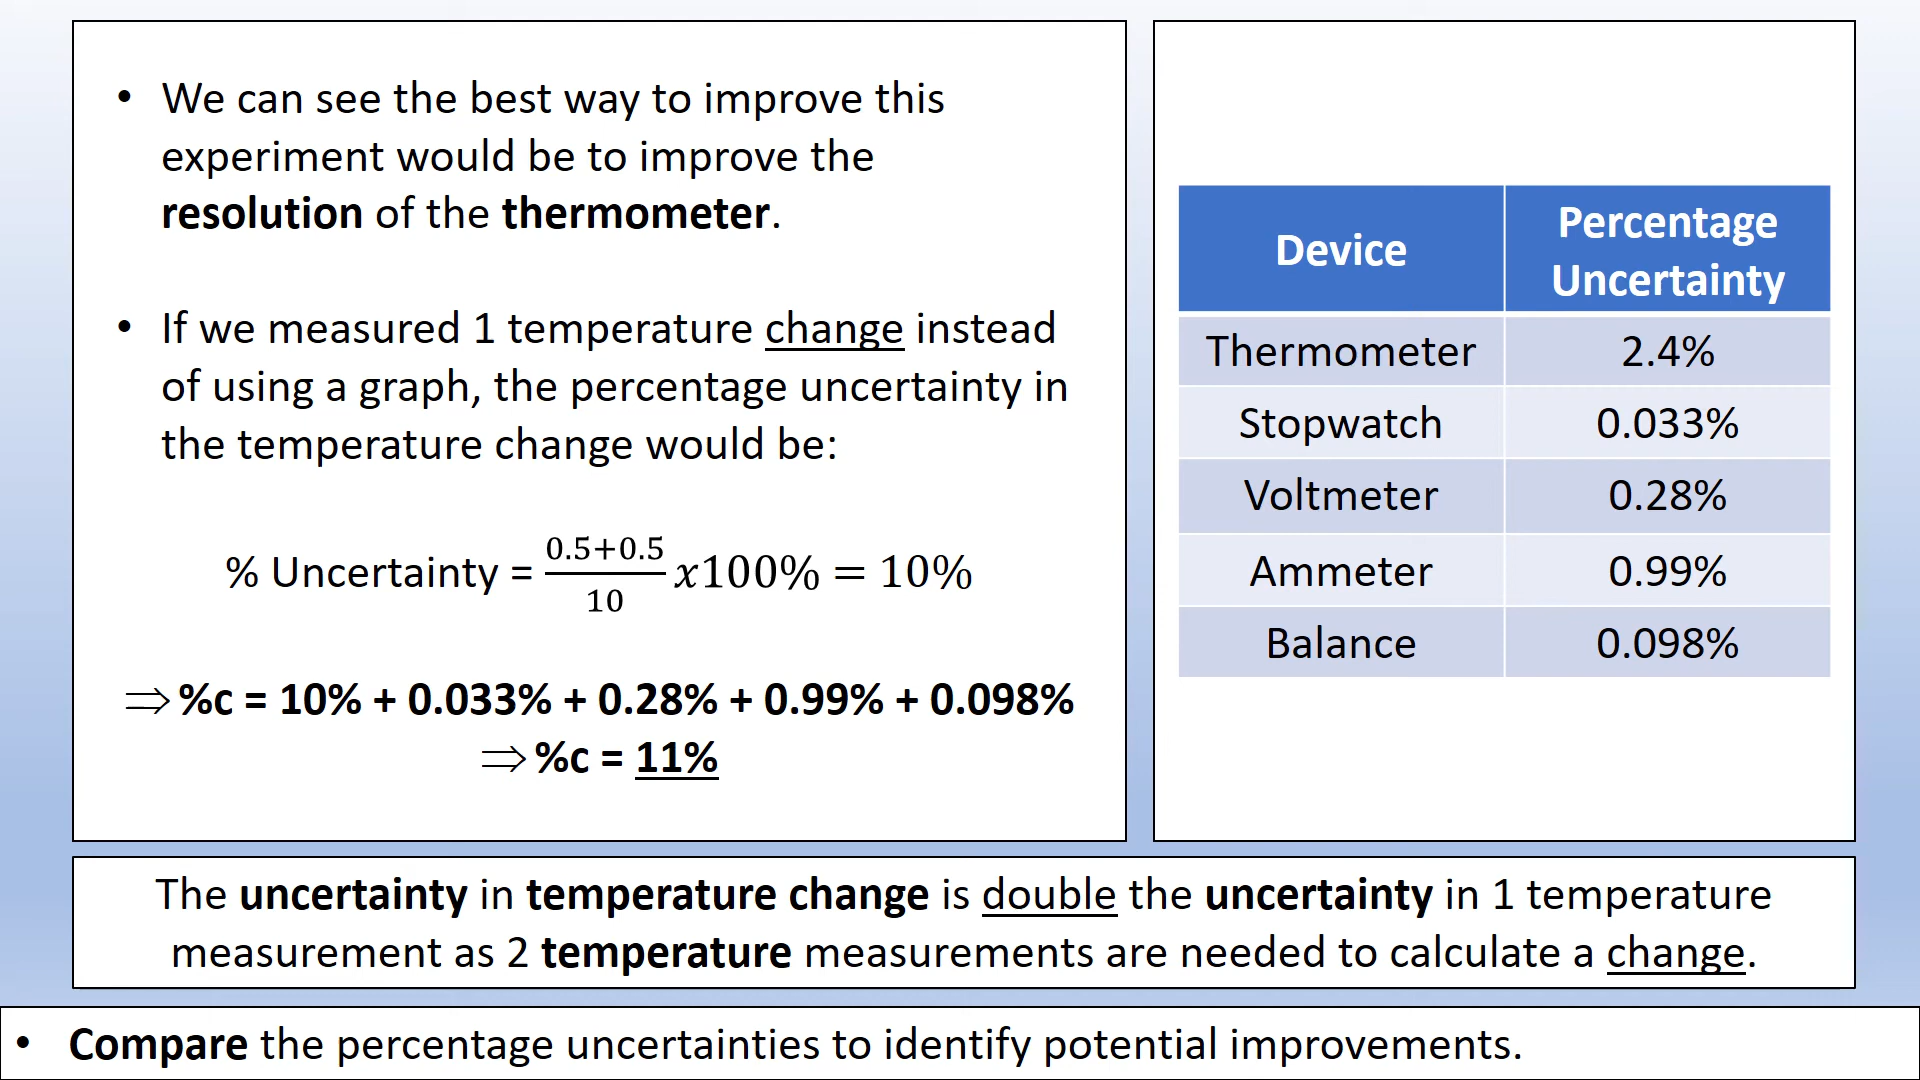 • We can see the best way to improve this
experiment would be to improve the
resolution of the thermometer.
• If we measured 1 temperature change instead
of using a graph, the percentage uncertainty in
the temperature change would be:
% Uncertainty = \frac{0.5+0.5}{10} x100% = 10%
⇒ %c = 10% + 0.033% + 0.28% + 0.99% + 0.098%
⇒ %c = 11%
Device Percentage Uncertainty
Thermometer 2.4%
Stopwatch 0.033%
Voltmeter 0.28%
Ammeter 0.99%
Balance 0.098%
The uncertainty in temperature change is double the uncertainty in 1 temperature
measurement as 2 temperature measurements are needed to calculate a change.
• Compare the percentage uncertainties to identify potential improvements.